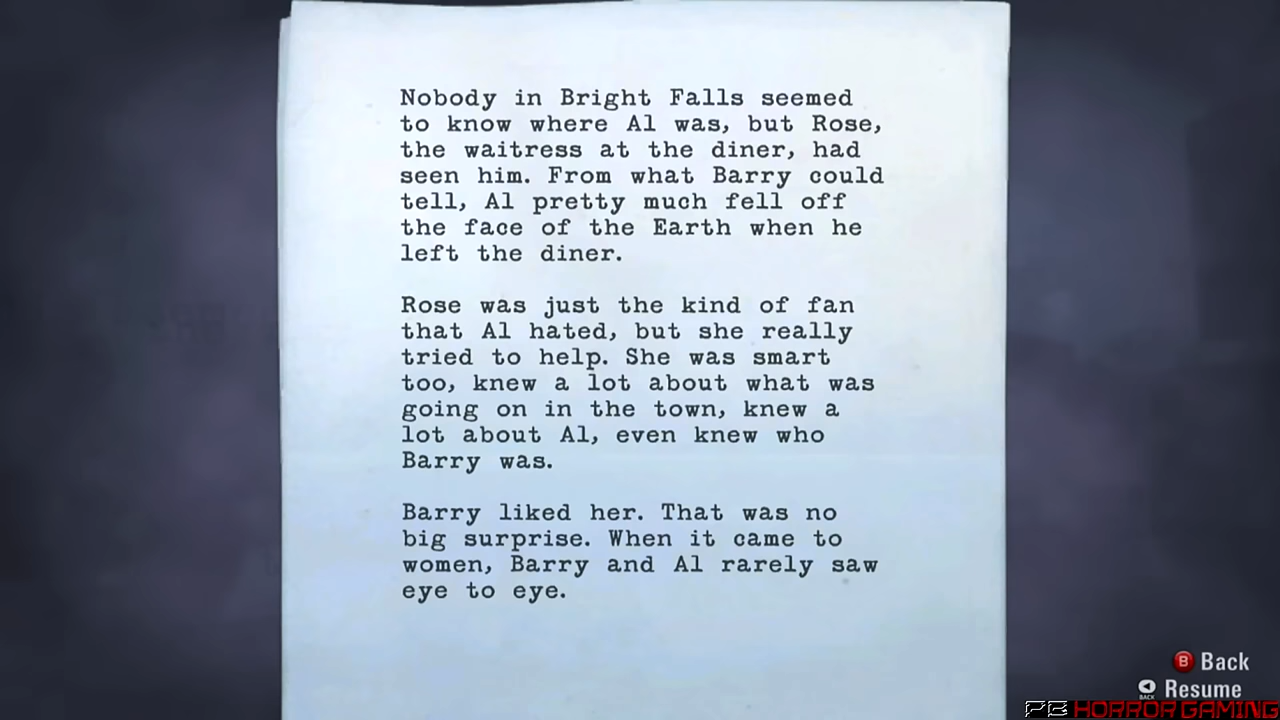 Nobody in Bright Falls seemed
to know where Al was, but Rose,
the waitress at the diner, had
seen him. From what Barry could
tell, Al pretty much fell off
the face of the Earth when he
left the diner.
Rose was just the kind of fan
that Al hated, but she really
tried to help. She was smart
too, knew a lot about what was
going on in the town, knew a
lot about Al, even knew who
Barry was.
Barry liked her. That was no
big surprise. When it came to
women, Barry and Al rarely saw
eye to eye.
B Back
BACK Resume
HORROR GAMING